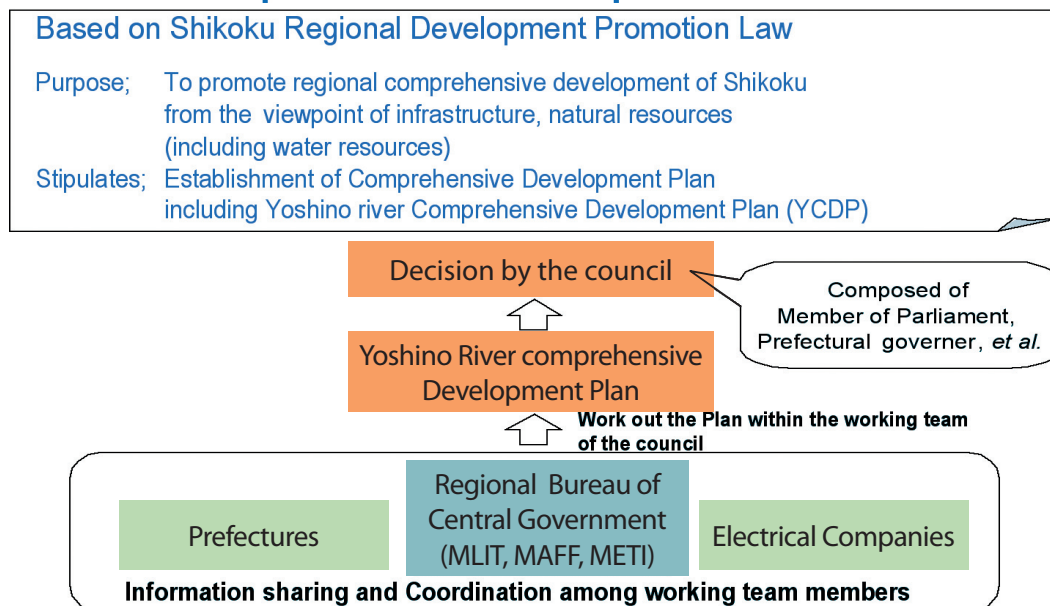 Based on Shikoku Regional Development Promotion Law
Purpose; To promote regional comprehensive development of Shikoku
from the viewpoint of infrastructure, natural resources
(including water resources)
Stipulates; Establishment of Comprehensive Development Plan
including Yoshino river Comprehensive Development Plan (YCDP)
Decision by the council
Composed of
Member of Parliament,
Prefectural governer, et al.
Yoshino River comprehensive
Development Plan
Work out the Plan within the working team
of the council
Prefectures
Regional Bureau of
Central Government
(MLIT, MAFF, METI)
Electrical Companies
Information sharing and Coordination among working team members